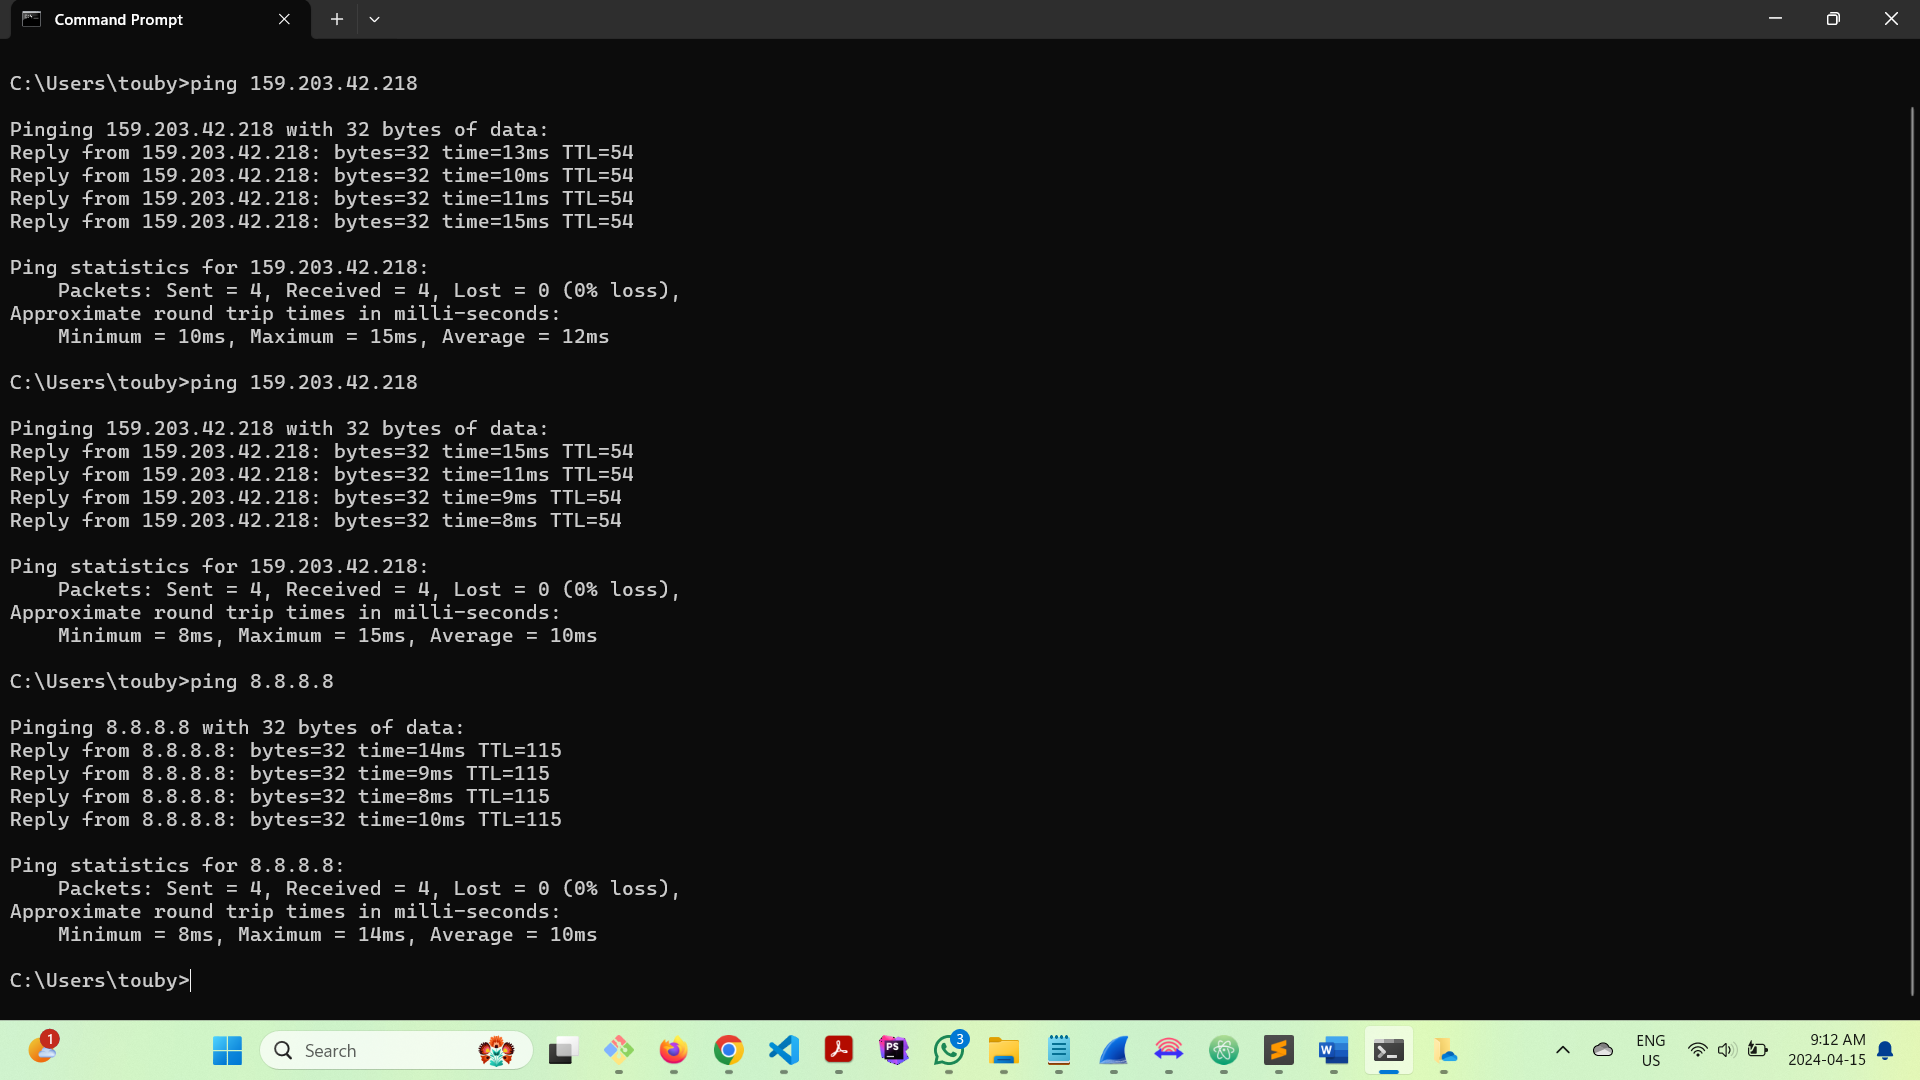 Command Prompt
C:\Users\touby>ping 159.203.42.218
Pinging 159.203.42.218 with 32 bytes of data:
Reply from 159.203.42.218: bytes=32 time=13ms TTL=54
Reply from 159.203.42.218: bytes=32 time=10ms TTL=54
Reply from 159.203.42.218: bytes=32 time=11ms TTL=54
Reply from 159.203.42.218: bytes=32 time=15ms TTL=54
Ping statistics for 159.203.42.218:
    Packets: Sent = 4, Received = 4, Lost = 0 (0% loss),
Approximate round trip times in milli-seconds:
    Minimum = 10ms, Maximum = 15ms, Average = 12ms
C:\Users\touby>ping 159.203.42.218
Pinging 159.203.42.218 with 32 bytes of data:
Reply from 159.203.42.218: bytes=32 time=15ms TTL=54
Reply from 159.203.42.218: bytes=32 time=11ms TTL=54
Reply from 159.203.42.218: bytes=32 time=9ms TTL=54
Reply from 159.203.42.218: bytes=32 time=8ms TTL=54
Ping statistics for 159.203.42.218:
    Packets: Sent = 4, Received = 4, Lost = 0 (0% loss),
Approximate round trip times in milli-seconds:
    Minimum = 8ms, Maximum = 15ms, Average = 10ms
C:\Users\touby>ping 8.8.8.8
Pinging 8.8.8.8 with 32 bytes of data:
Reply from 8.8.8.8: bytes=32 time=14ms TTL=115
Reply from 8.8.8.8: bytes=32 time=9ms TTL=115
Reply from 8.8.8.8: bytes=32 time=8ms TTL=115
Reply from 8.8.8.8: bytes=32 time=10ms TTL=115
Ping statistics for 8.8.8.8:
    Packets: Sent = 4, Received = 4, Lost = 0 (0% loss),
Approximate round trip times in milli-seconds:
    Minimum = 8ms, Maximum = 14ms, Average = 10ms
C:\Users\touby>
1
Search
PS
3
W
ENG
US
9:12 AM
2024-04-15